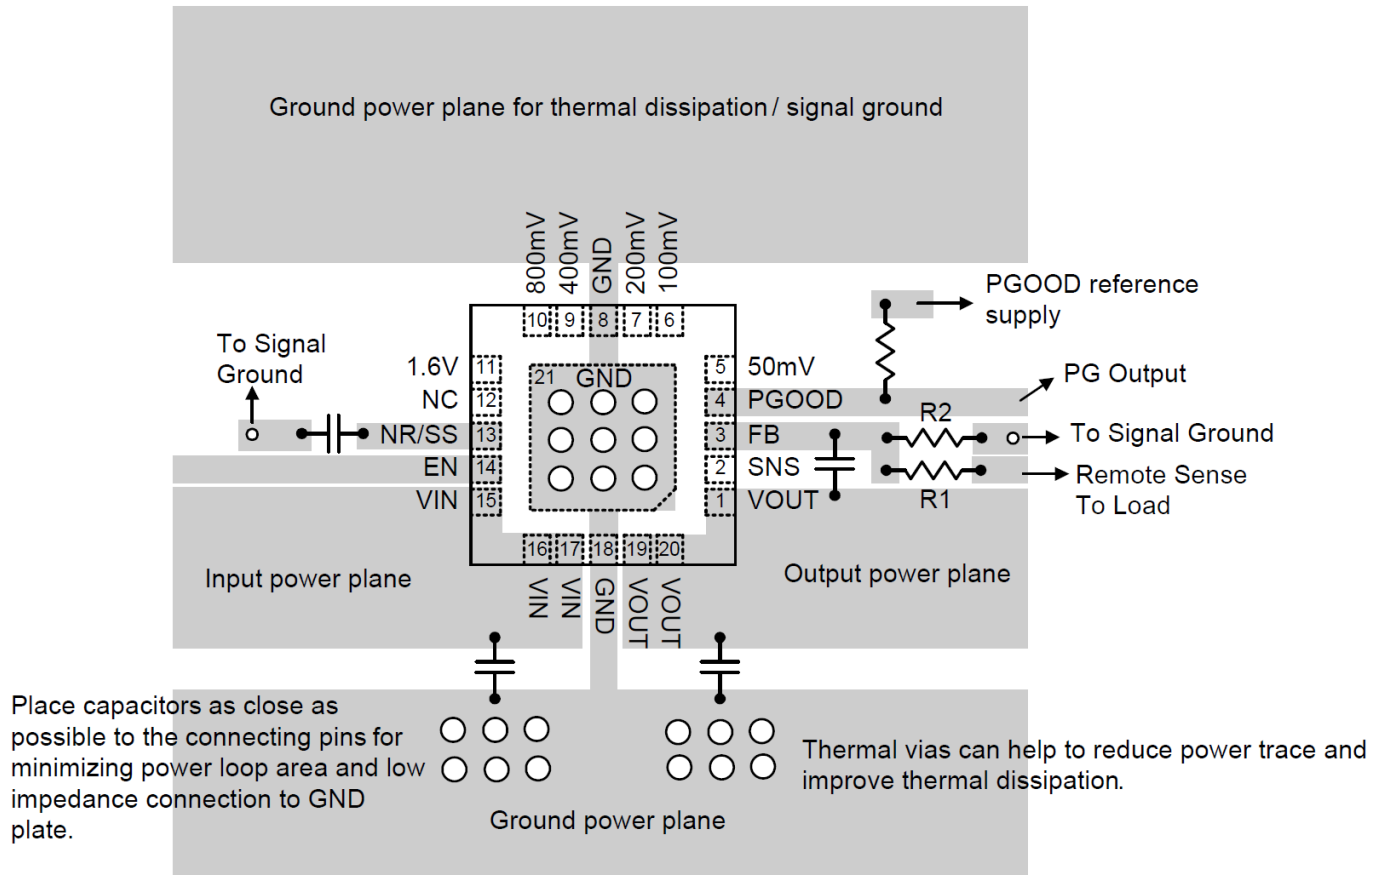 Ground power plane for thermal dissipation / signal ground
800mV
400mV
GND
200mV
100mV
PGOOD reference
supply
To Signal
Ground
10
9
8
7
6
1.6V
11
21
GND
5
50mV
PG Output
NC
12
4
PGOOD
R2
NR/SS
13
3
FB
To Signal Ground
EN
14
2
SNS
Remote Sense
To Load
VIN
15
1
VOUT
R1
16
17
18
19
20
Input power plane
VIN
VIN
GND
VOUT
VOUT
Output power plane
Place capacitors as close as
possible to the connecting pins for
minimizing power loop area and low
impedance connection to GND
plate.
Thermal vias can help to reduce power trace and
improve thermal dissipation.
Ground power plane